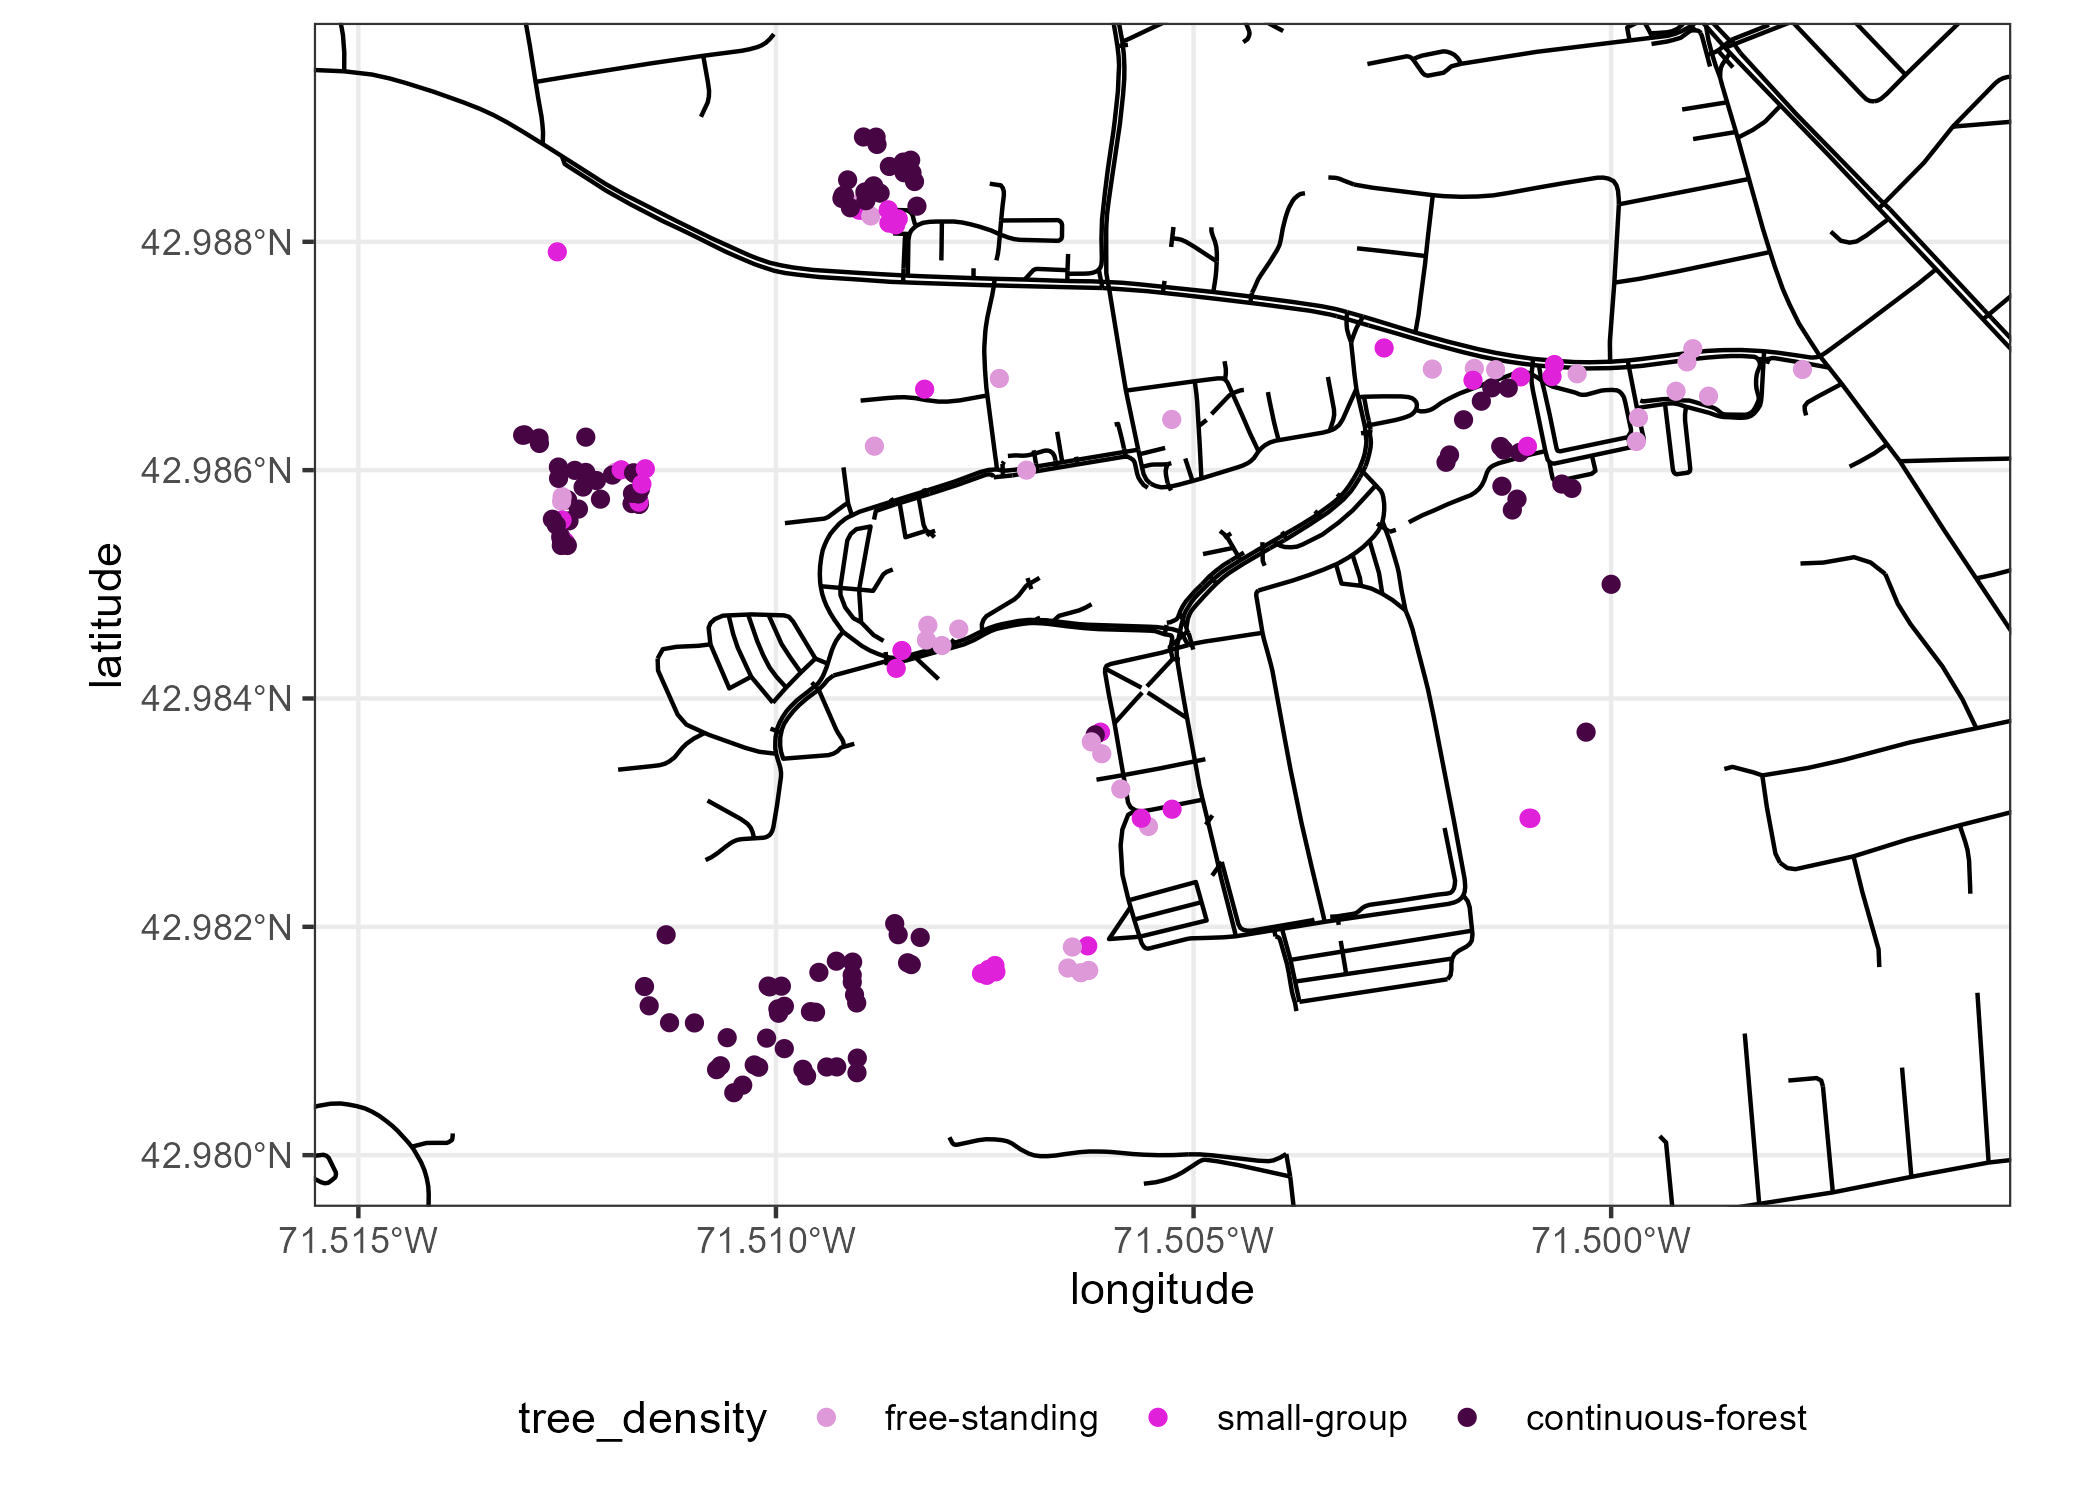 42.988°N
42.986°N
42.984°N
42.982°N
42.980°N
latitude
71.515°W 71.510°W 71.505°W 71.500°W
longitude
tree_density free-standing small-group continuous-forest